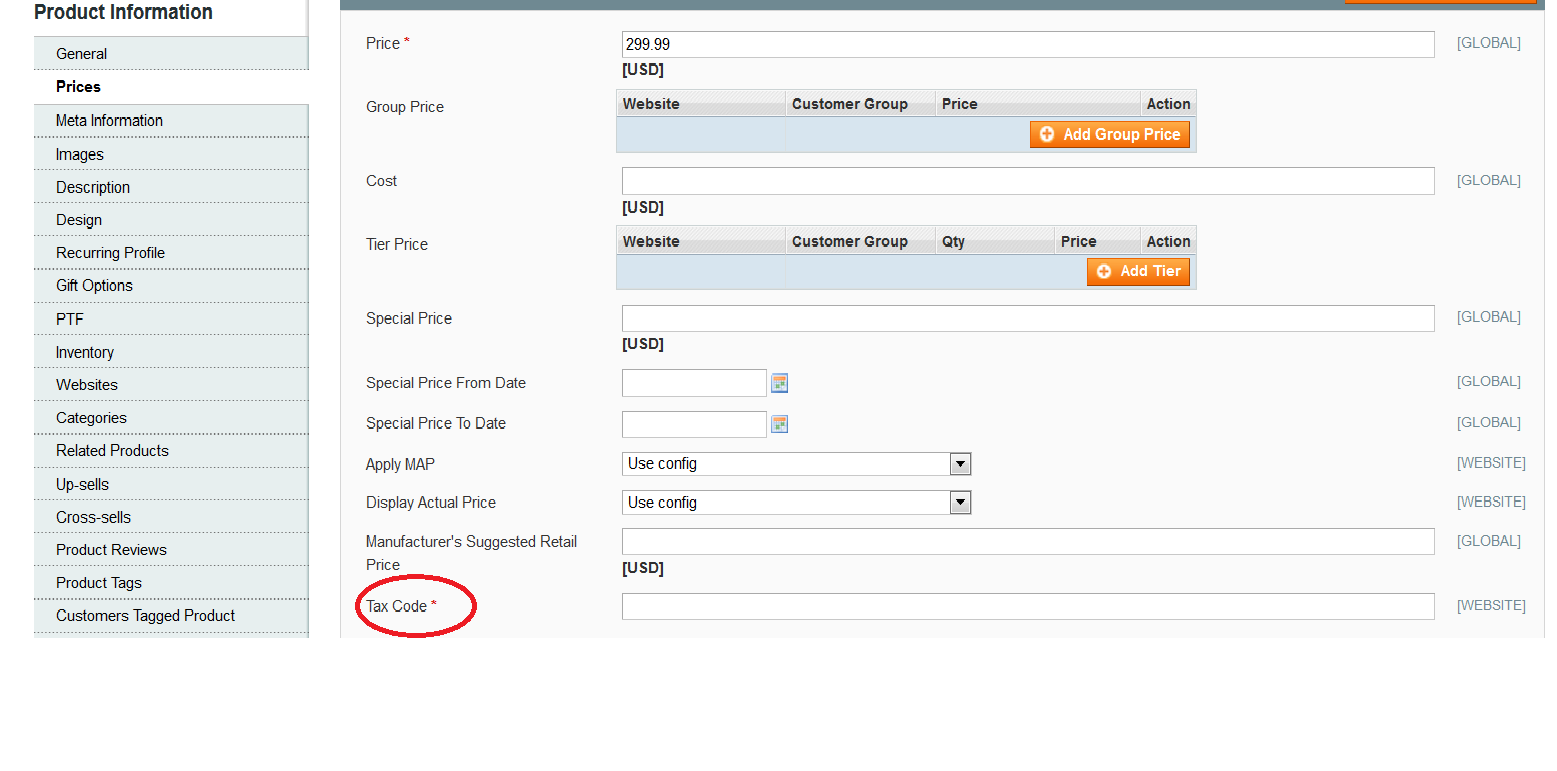 Product Information
General
Prices
Meta Information
Images
Description
Design
Recurring Profile
Gift Options
PTF
Inventory
Websites
Categories
Related Products
Up-sells
Cross-sells
Product Reviews
Product Tags
Customers Tagged Product
Price * 299.99 [GLOBAL]
[USD]
Group Price Website Customer Group Price Action
Add Group Price
Cost [GLOBAL]
[USD]
Tier Price Website Customer Group Qty Price Action
Add Tier
Special Price [GLOBAL]
[USD]
Special Price From Date [GLOBAL]
Special Price To Date [GLOBAL]
Apply MAP Use config [WEBSITE]
Display Actual Price Use config [WEBSITE]
Manufacturer's Suggested Retail [GLOBAL]
Price [USD]
Tax Code * [WEBSITE]